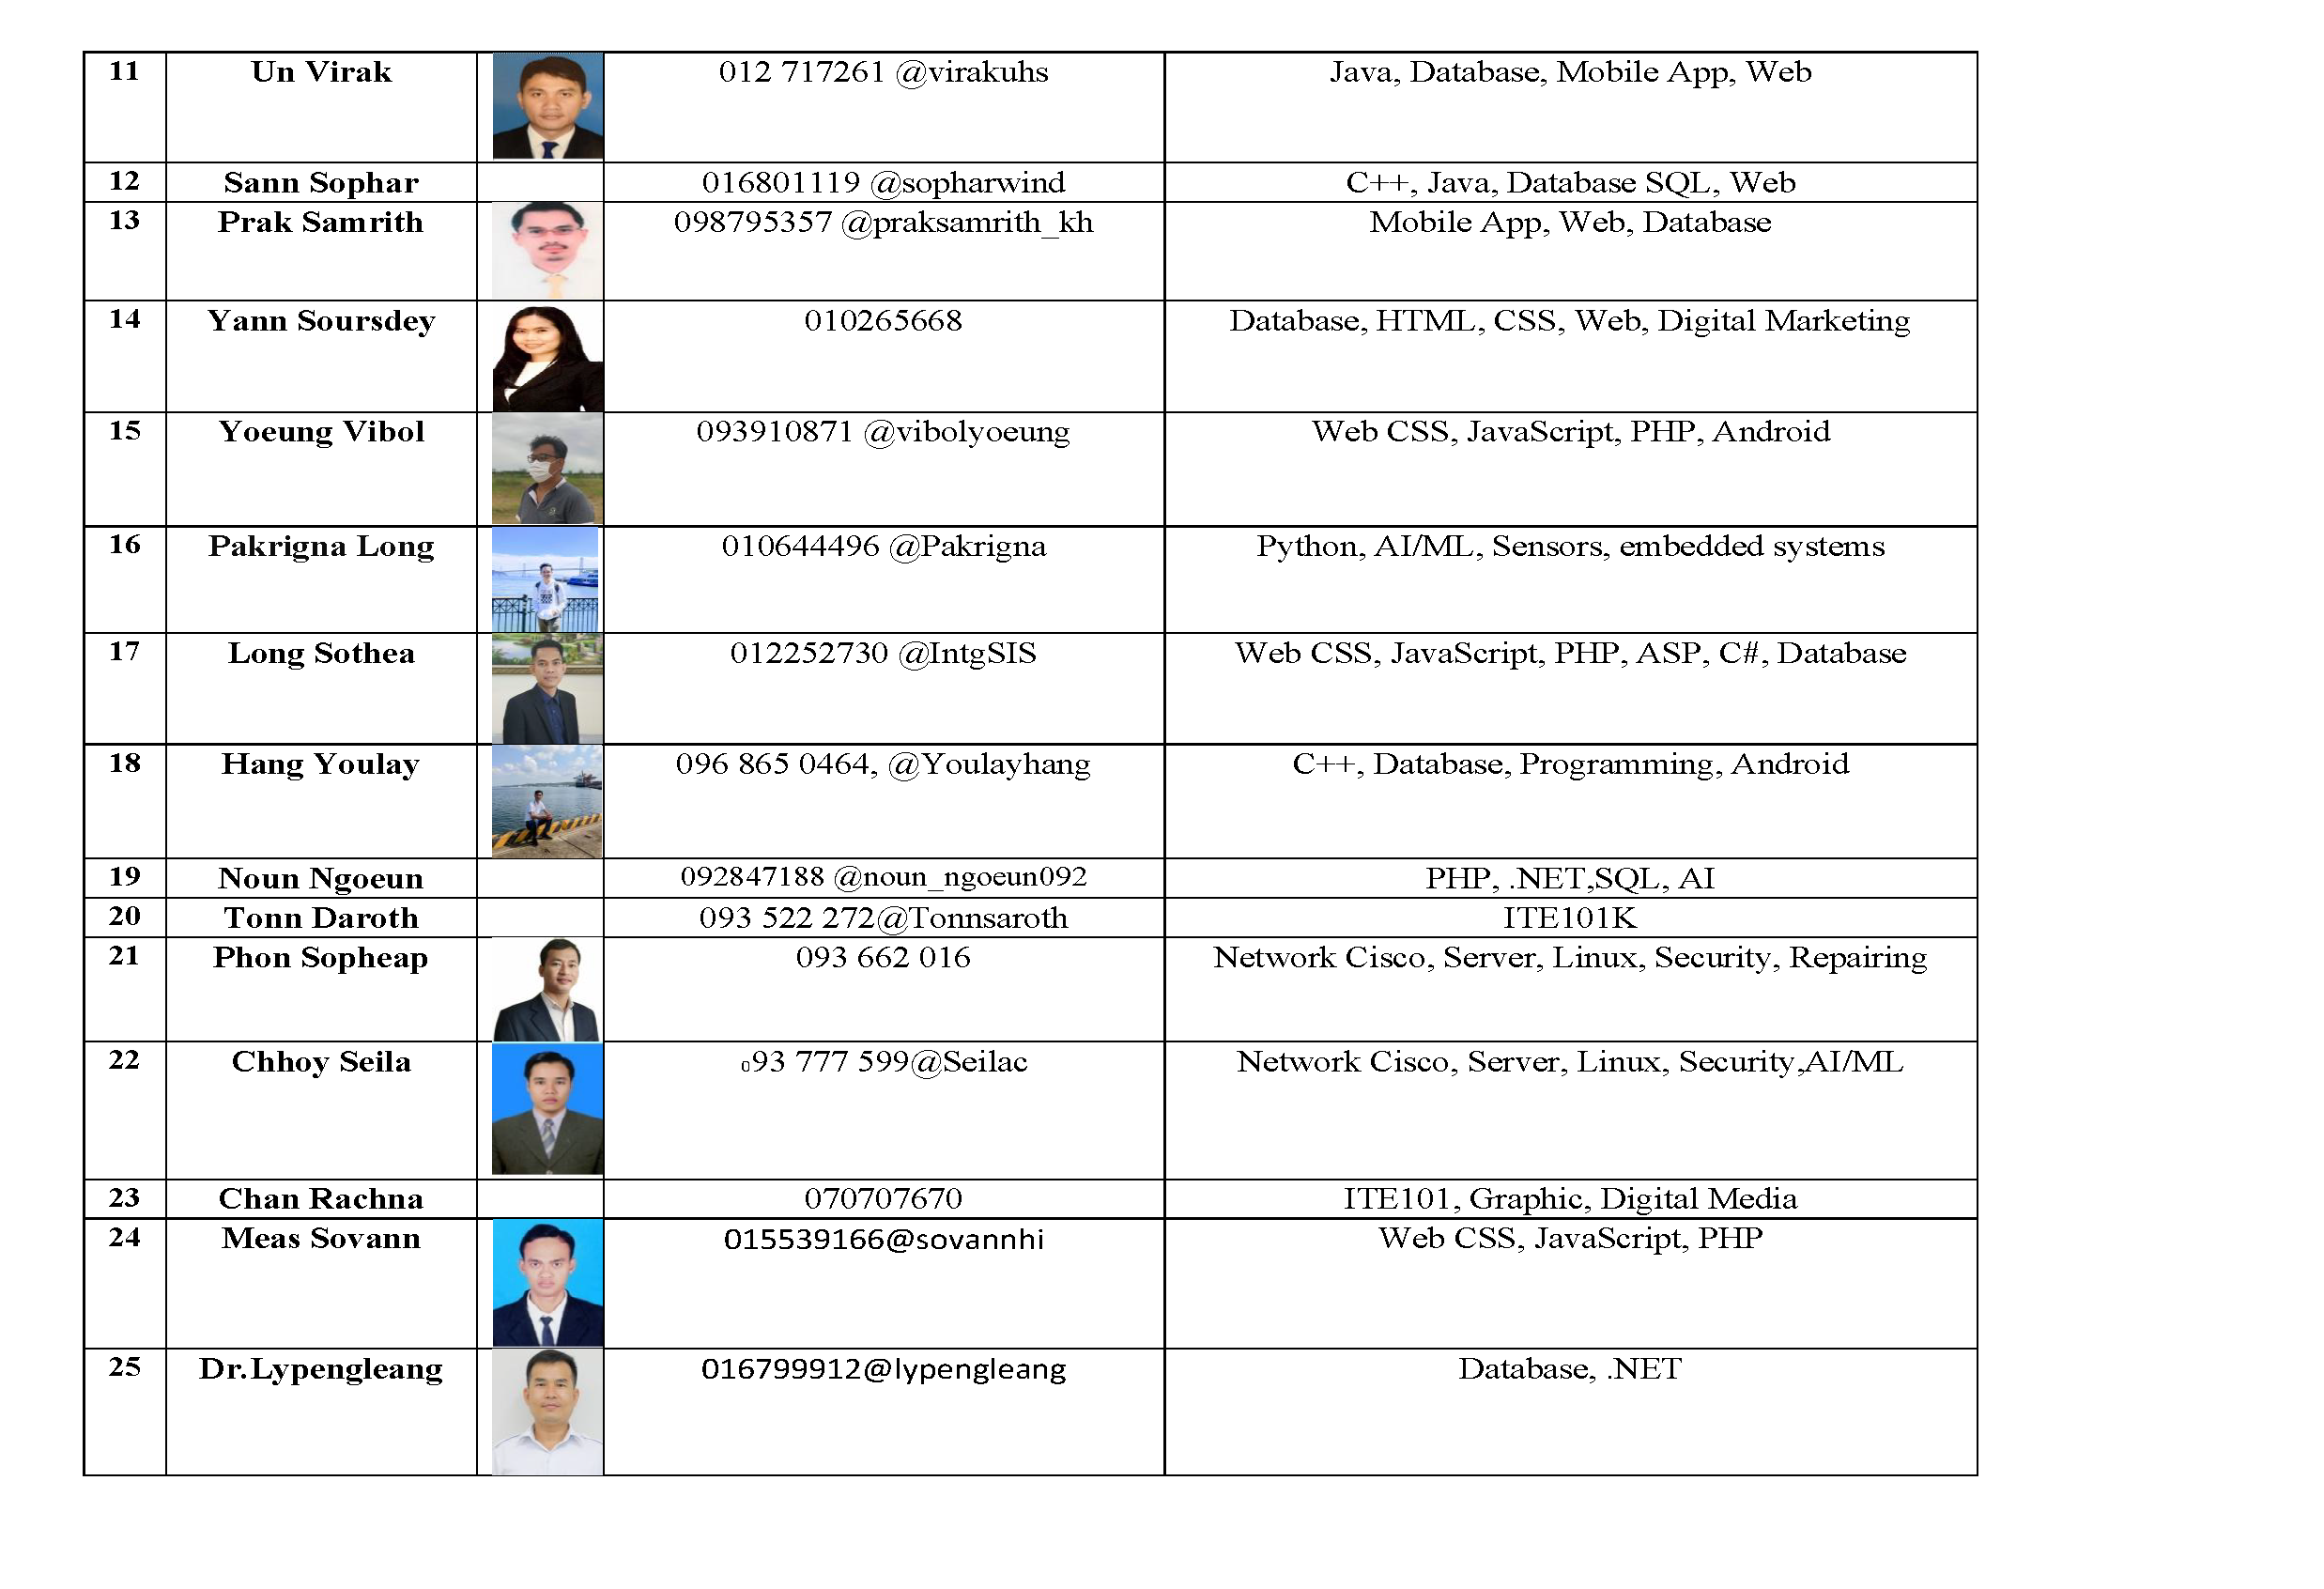 11 Un Virak 012 717261 @virakuhs Java, Database, Mobile App, Web
12 Sann Sophar 016801119 @sopharwind C++, Java, Database SQL, Web
13 Prak Samrith 098795357 @praksamrith_kh Mobile App, Web, Database
14 Yann Soursdey 010265668 Database, HTML, CSS, Web, Digital Marketing
15 Yoeung Vibol 093910871 @vibolyoeung Web CSS, JavaScript, PHP, Android
16 Pakrigna Long 010644496 @Pakrigna Python, AI/ML, Sensors, embedded systems
17 Long Sothea 012252730 @IntgSIS Web CSS, JavaScript, PHP, ASP, C#, Database
18 Hang Youlay 096 865 0464, @Youlayhang C++, Database, Programming, Android
19 Noun Ngoeun 092847188 @noun_ngoeun092 PHP, .NET,SQL, AI
20 Tonn Daroth 093 522 272@Tonnsaroth ITE101K
21 Phon Sopheap 093 662 016 Network Cisco, Server, Linux, Security, Repairing
22 Chhoy Seila 093 777 599@Seilac Network Cisco, Server, Linux, Security,AI/ML
23 Chan Rachna 070707670 ITE101, Graphic, Digital Media
24 Meas Sovann 015539166@sovannhi Web CSS, JavaScript, PHP
25 Dr.Lypengleang 016799912@lypengleang Database, .NET